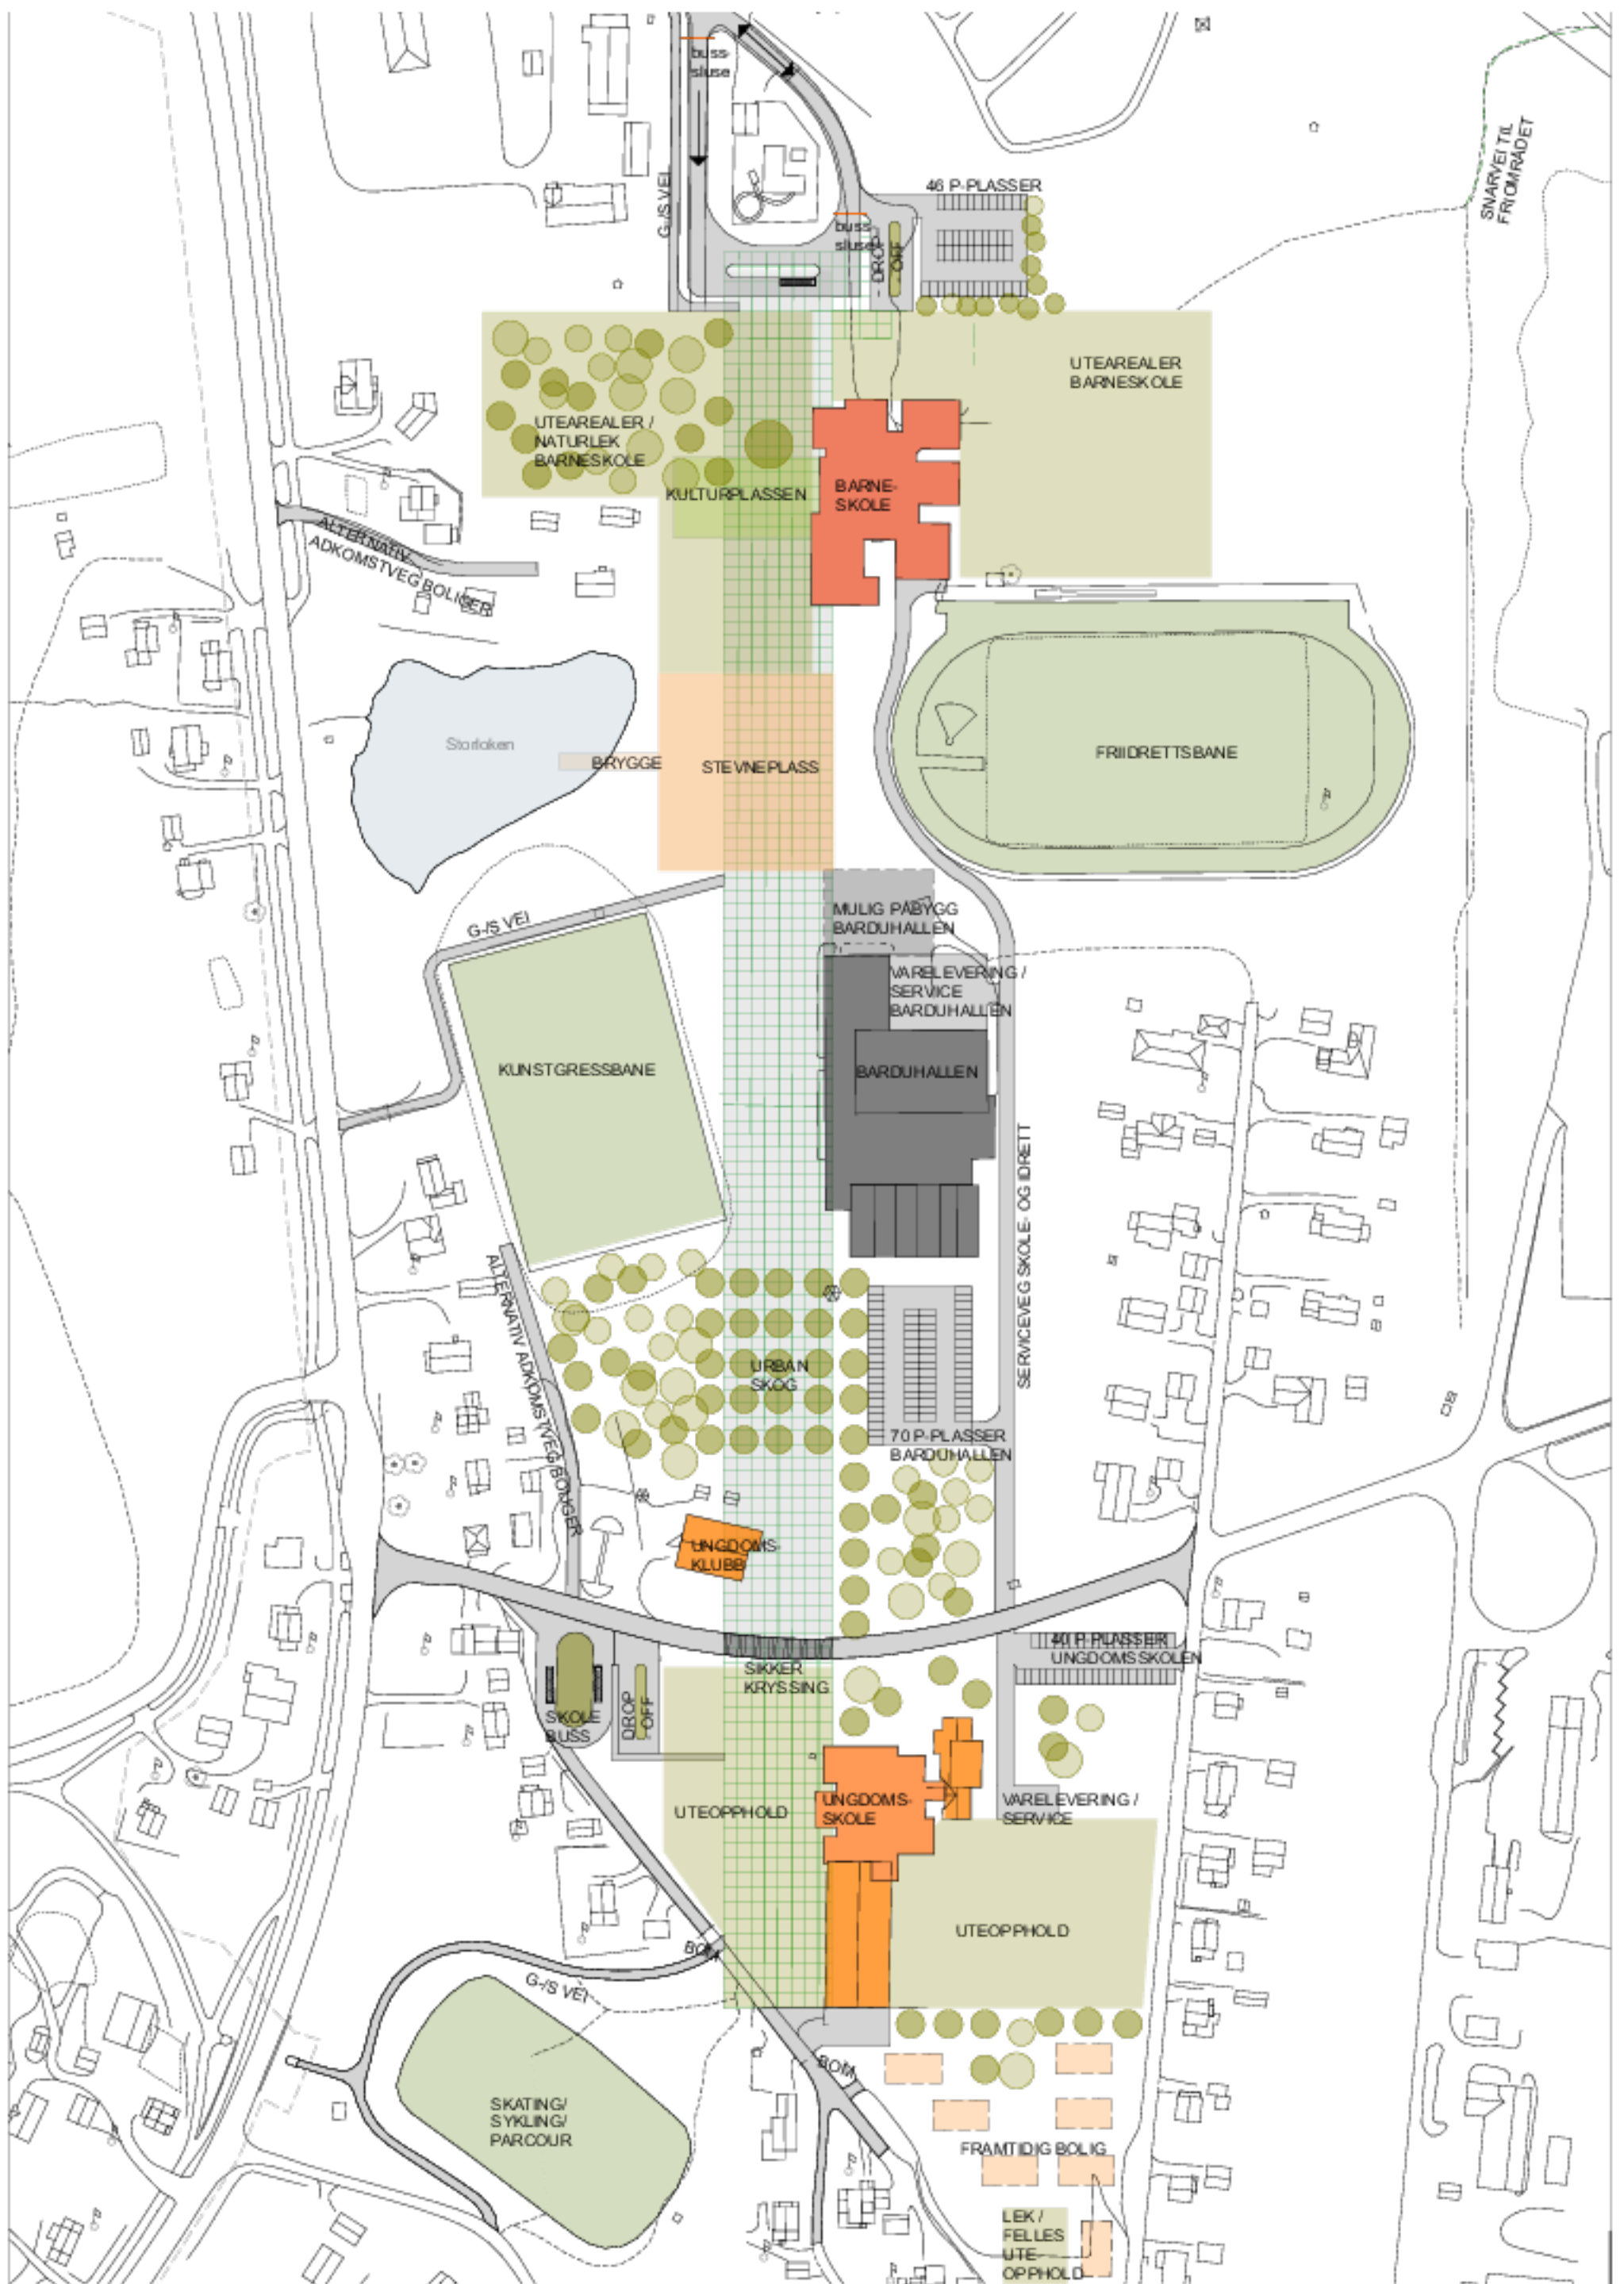 buss-
sluse
G-/S VEI
46 P-PLASSER
SNARVEI TIL
FRIOMRÅDET
buss
sluse
DROP
OFF
UTEAREALER
BARNESKOLE
UTEAREALER /
NATURLEK
BARNESKOLE
KULTURPLASSEN
BARNE-
SKOLE
ALTERNATIV
ADKOMSTVEG BOLIGER
Storloken
BRYGGE
STEVNEPLASS
FRIIDRETTSBANE
G-/S VEI
MULIG PÅBYGG
BARDUHALLEN
VARELEVERING /
SERVICE
BARDUHALLEN
KUNSTGRESSBANE
BARDUHALLEN
SERVICEVEG SKOLE- OG IDRETT
ALTERNATIV ADKOMSTVEG BOLIGER
URBAN
SKOG
70 P-PLASSER
BARDUHALLEN
UNGDOMS-
KLUBB
40 P-PLASSER
UNGDOMSSKOLEN
SIKKER
KRYSSING
SKOLE
BUSS
DROP
OFF
UTEOPPHOLD
UNGDOMS-
SKOLE
VARELEVERING /
SERVICE
UTEOPPHOLD
BOM
G-/S VEI
BOM
SKATING/
SYKLING/
PARCOUR
FRAMTIDIG BOLIG
LEK /
FELLES
UTE
OPPHOLD